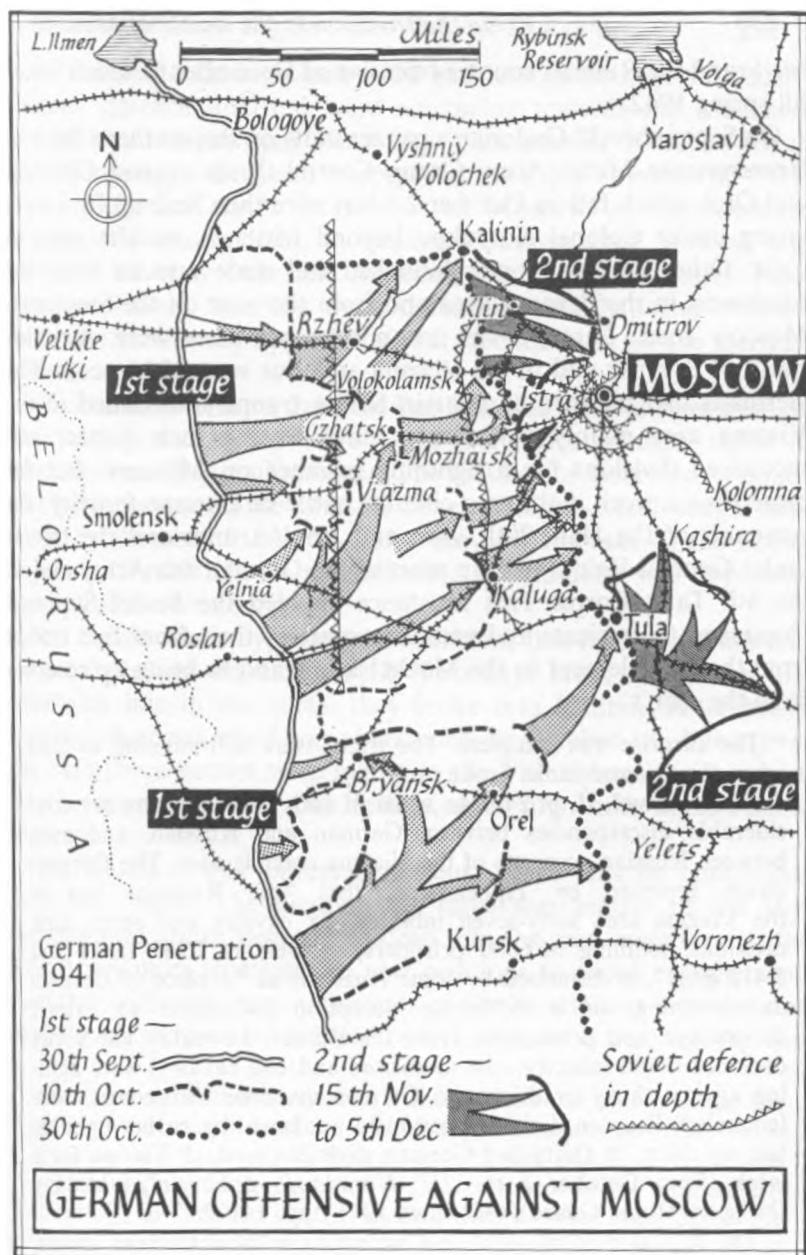 L.Ilmen
Miles
50 100 150
Rybinsk
Reservoir
Volga
Bologoye
Yaroslavl
N
Vyshniy
Volochek
Kalinin
2nd stage
Klin
Dmitrov
Rzhev
Velikie
Luki
1st stage
Volokolamsk
Istra
MOSCOW
Gzhatsk
Mozhaisk
Viazma
Kolomna
Smolensk
Kashira
Orsha
Yelnia
Kaluga
Tula
Roslavl
BELORUSSIA
Bryansk
1st stage
2nd stage
Orel
Yelets
Kursk
Voronezh
German Penetration
1941
1st stage
30th Sept.
10th Oct.
30th Oct.
2nd stage —
15th Nov.
to 5th Dec
Soviet defence
in depth
GERMAN OFFENSIVE AGAINST MOSCOW